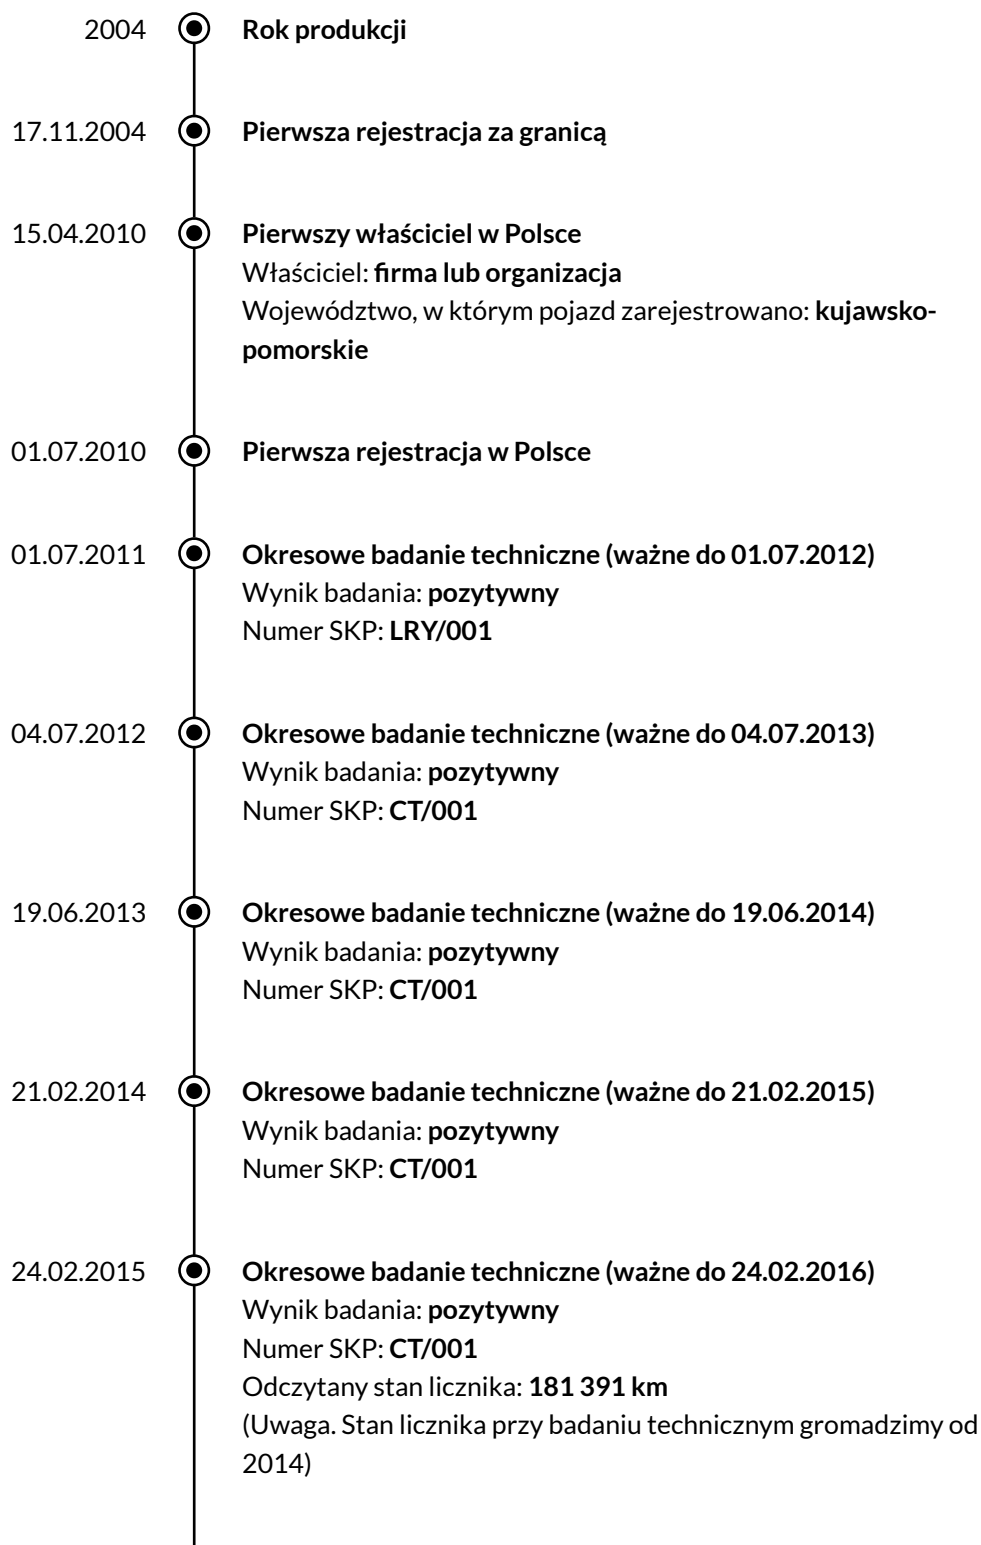 2004 Rok produkcji
17.11.2004 Pierwsza rejestracja za granicą
15.04.2010 Pierwszy właściciel w Polsce
Właściciel: firma lub organizacja
Województwo, w którym pojazd zarejestrowano: kujawsko-
pomorskie
01.07.2010 Pierwsza rejestracja w Polsce
01.07.2011 Okresowe badanie techniczne (ważne do 01.07.2012)
Wynik badania: pozytywny
Numer SKP: LRY/001
04.07.2012 Okresowe badanie techniczne (ważne do 04.07.2013)
Wynik badania: pozytywny
Numer SKP: CT/001
19.06.2013 Okresowe badanie techniczne (ważne do 19.06.2014)
Wynik badania: pozytywny
Numer SKP: CT/001
21.02.2014 Okresowe badanie techniczne (ważne do 21.02.2015)
Wynik badania: pozytywny
Numer SKP: CT/001
24.02.2015 Okresowe badanie techniczne (ważne do 24.02.2016)
Wynik badania: pozytywny
Numer SKP: CT/001
Odczytany stan licznika: 181 391 km
(Uwaga. Stan licznika przy badaniu technicznym gromadzimy od
2014)